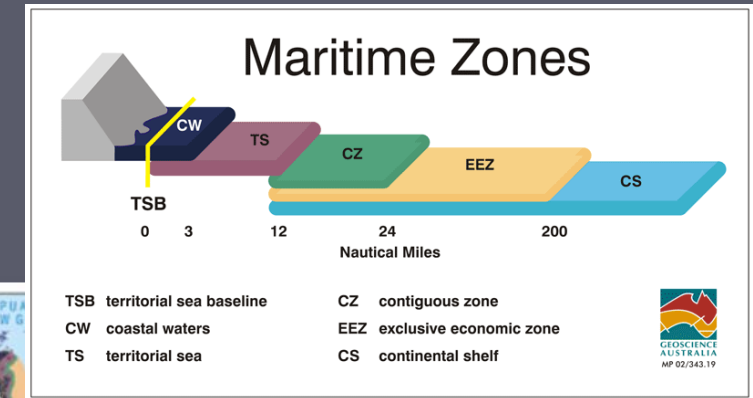 Maritime Zones
CW
TS
CZ
EEZ
CS
TSB
0 3 12 24 200
Nautical Miles
TSB territorial sea baseline
CW coastal waters
TS territorial sea
CZ contiguous zone
EEZ exclusive economic zone
CS continental shelf
GEOSCIENCE
AUSTRALIA
MP 02/343.19